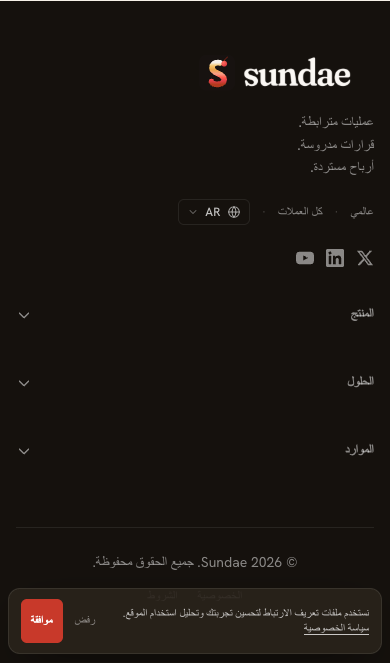 sundae
عمليات مترابطة.
قرارات مدروسة.
أرباح مستردة.
عالمي · كل العملات · AR
المنتج
الحلول
الموارد
© 2026 Sundae. جميع الحقوق محفوظة.
نستخدم ملفات تعريف الارتباط لتحسين تجربتك وتحليل استخدام الموقع.
سياسة الخصوصية
رفض
موافقة